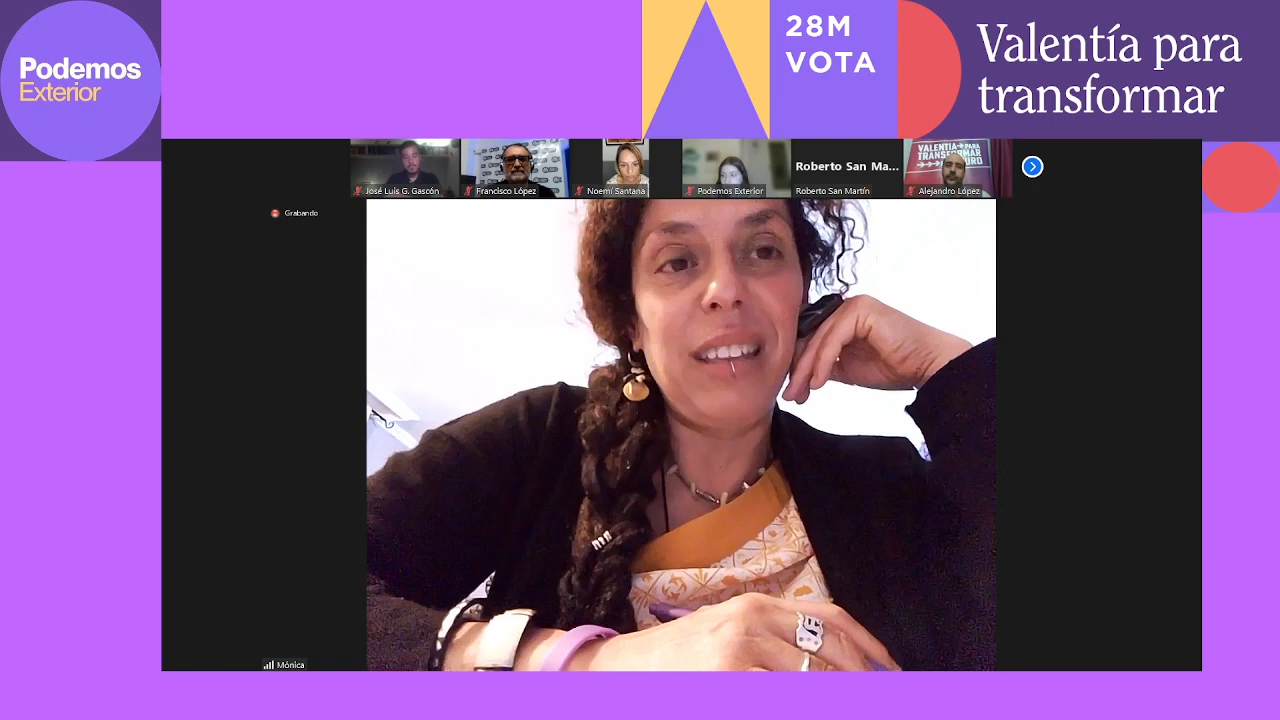 Podemos
Exterior
28M
VOTA
Valentía para
transformar
José Luis G. Gascón
Francisco López
Noemí Santana
Podemos Exterior
Roberto San Ma...
Roberto San Martín
VALENTÍA PARA
TRANSFORMAR
Alejandro López
Grabando
Mónica